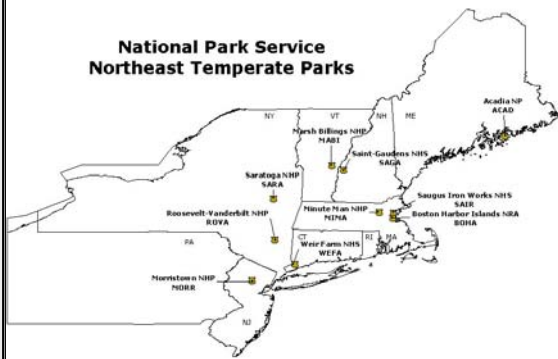 National Park Service
Northeast Temperate Parks
Acadia NP
ACAD
NY
VT
NH
ME
Marsh Billings NHP
MABI
Saint-Gaudens NHS
SAGA
Saratoga NHP
SARA
Saugus Iron Works NHS
SAIR
Minute Man NHP
MIMA
Boston Harbor Islands NRA
BOHA
Roosevelt-Vanderbilt NHP
ROVA
CT
RI
MA
PA
Weir Farm NHS
WEFA
Morristown NHP
MORR
NJ